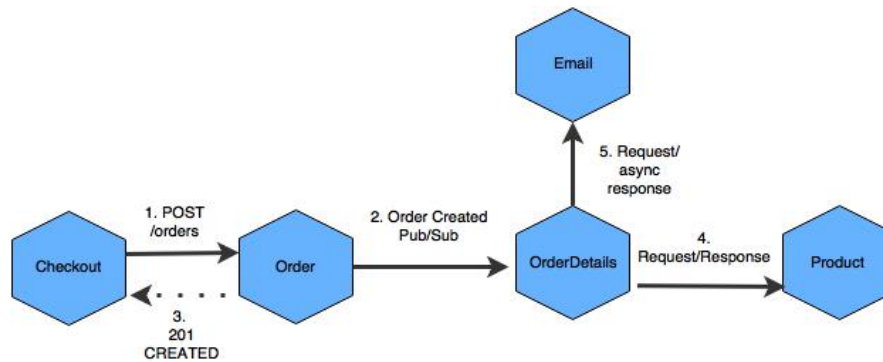 Email
5. Request/
async
response
1. POST
/orders
2. Order Created
Pub/Sub
4.
Request/Response
Checkout
Order
OrderDetails
Product
3.
201
CREATED